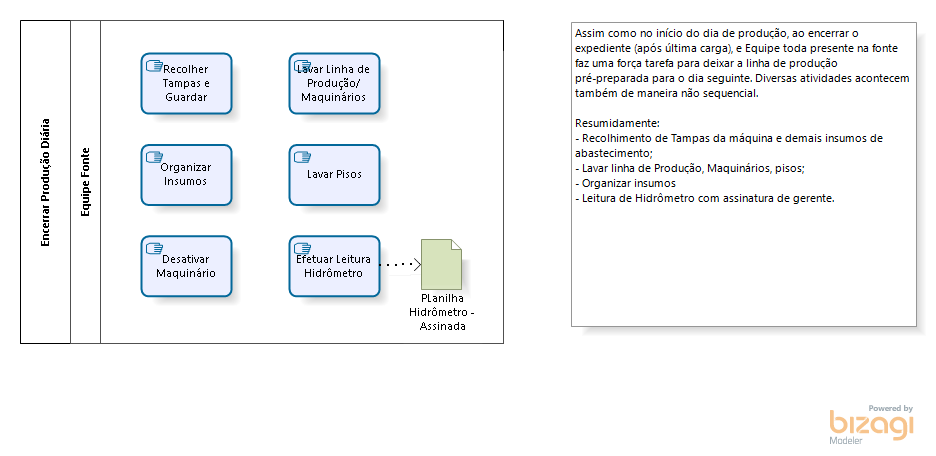 Encerrar Produção Diária
Equipe Fonte
Recolher
Tampas e
Guardar
Lavar Linha de
Produção/
Maquinários
Organizar
Insumos
Lavar Pisos
Desativar
Maquinário
Efetuar Leitura
Hidrômetro
PLanilha
Hidrômetro -
Assinada
Assim como no início do dia de produção, ao encerrar o
expediente (após última carga), e Equipe toda presente na fonte
faz uma força tarefa para deixar a linha de produção
pré-preparada para o dia seguinte. Diversas atividades acontecem
também de maneira não sequencial.
Resumidamente:
- Recolhimento de Tampas da máquina e demais insumos de
abastecimento;
- Lavar linha de Produção, Maquinários, pisos;
- Organizar insumos
- Leitura de Hidrômetro com assinatura de gerente.
Powered by
bizagi
Modeler